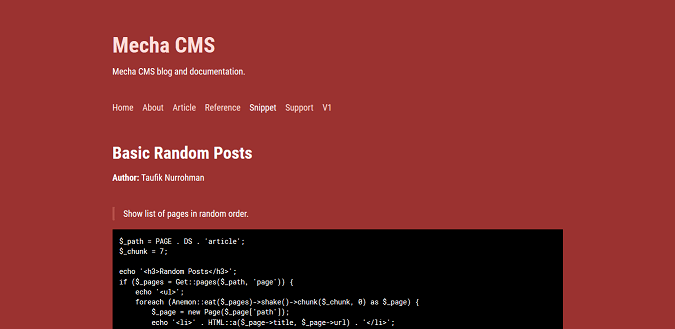 Mecha CMS
Mecha CMS blog and documentation.
Home About Article Reference Snippet Support V1
Basic Random Posts
Author: Taufik Nurrohman
Show list of pages in random order.
$_path = PAGE . DS . 'article';
$_chunk = 7;
echo '<h3>Random Posts</h3>';
if ($_pages = Get::pages($_path, 'page')) {
    echo '<ul>';
    foreach (Anemon::eat($_pages)->shake()->chunk($_chunk, 0) as $_page) {
        $_page = new Page($_page['path']);
        echo '<li>' . HTML::a($_page->title, $_page->url) . '</li>';